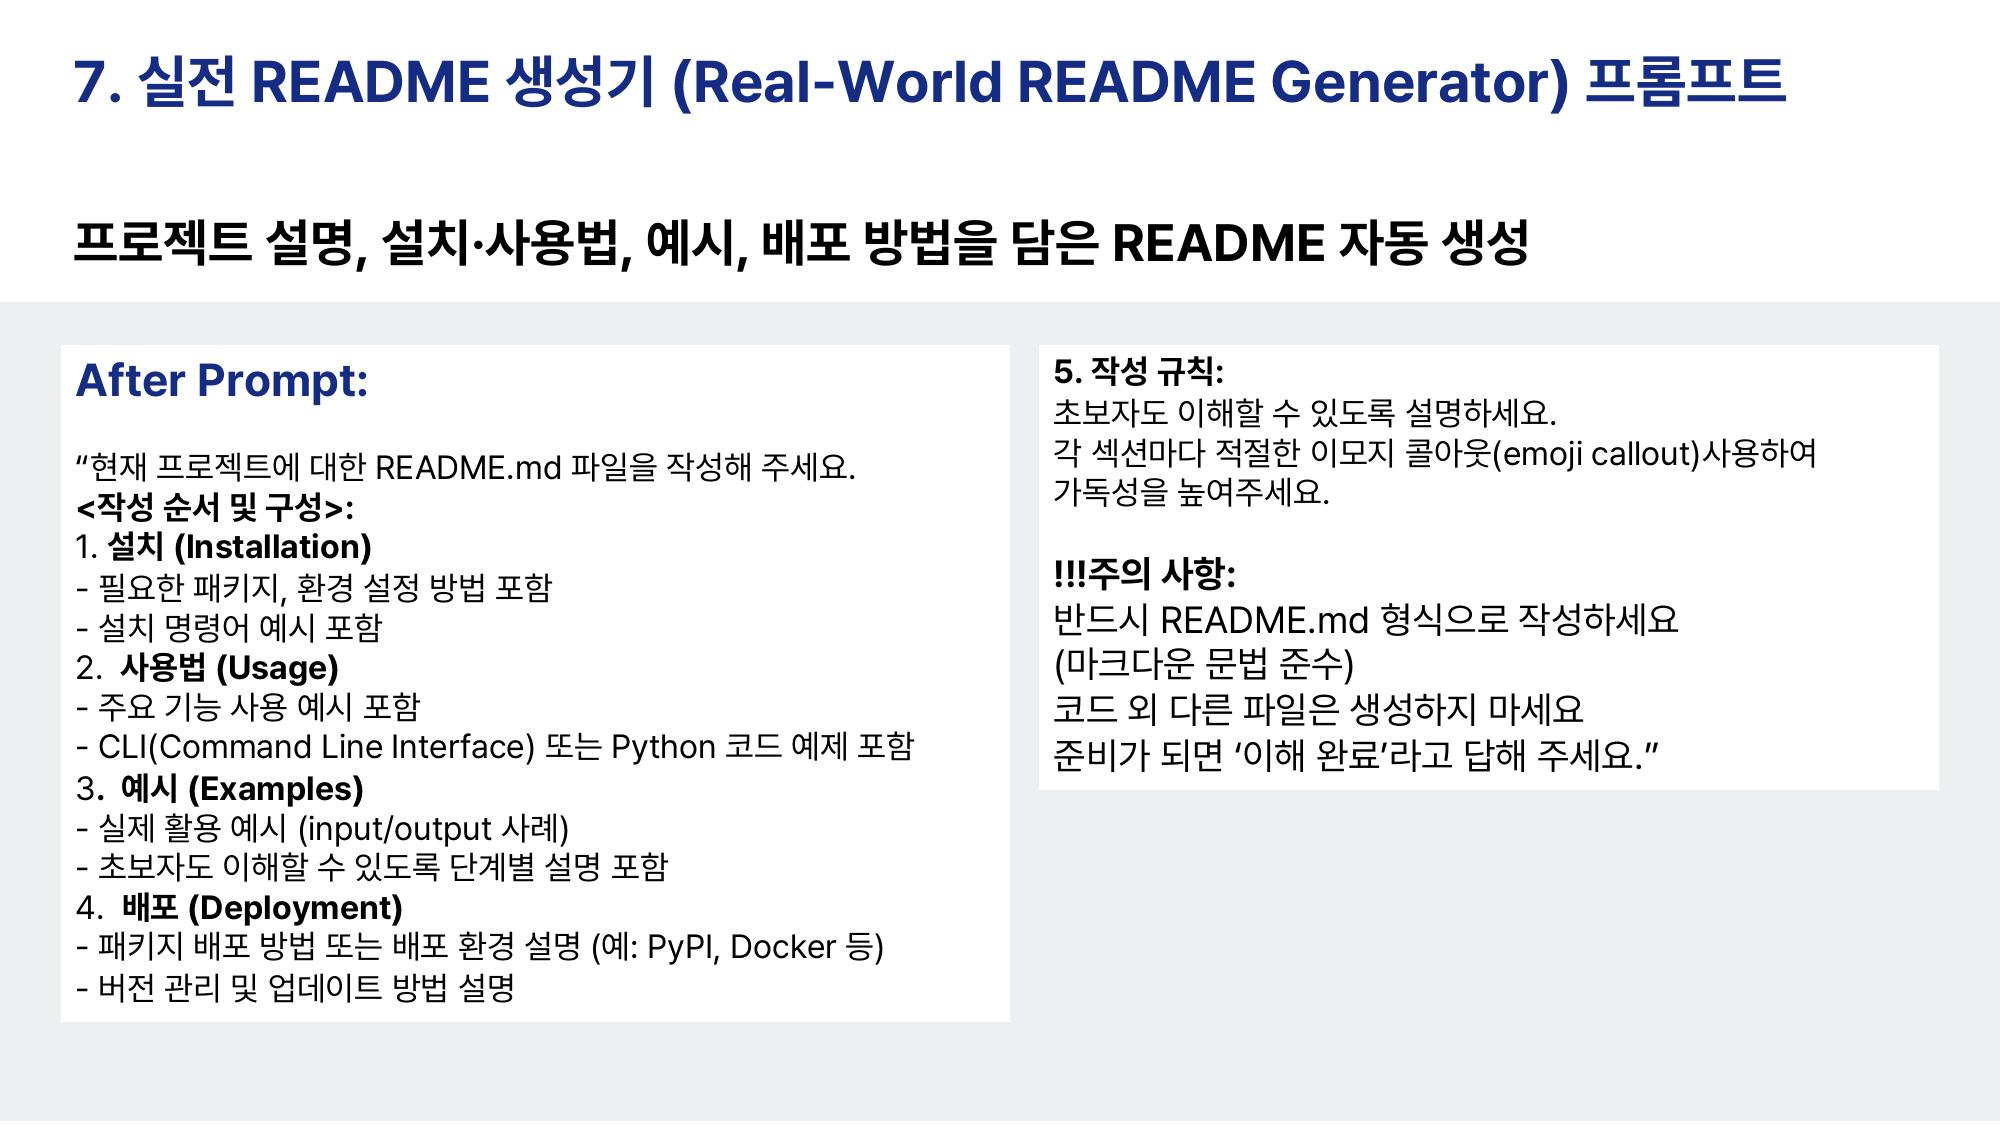 7. 실전 README 생성기 (Real-World README Generator) 프롬프트
프로젝트 설명, 설치·사용법, 예시, 배포 방법을 담은 README 자동 생성
After Prompt:
“현재 프로젝트에 대한 README.md 파일을 작성해 주세요.
<작성 순서 및 구성>:
1. 설치 (Installation)
- 필요한 패키지, 환경 설정 방법 포함
- 설치 명령어 예시 포함
2. 사용법 (Usage)
- 주요 기능 사용 예시 포함
- CLI(Command Line Interface) 또는 Python 코드 예제 포함
3. 예시 (Examples)
- 실제 활용 예시 (input/output 사례)
- 초보자도 이해할 수 있도록 단계별 설명 포함
4. 배포 (Deployment)
- 패키지 배포 방법 또는 배포 환경 설명 (예: PyPI, Docker 등)
- 버전 관리 및 업데이트 방법 설명
5. 작성 규칙:
초보자도 이해할 수 있도록 설명하세요.
각 섹션마다 적절한 이모지 콜아웃(emoji callout)사용하여
가독성을 높여주세요.
!!!주의 사항:
반드시 README.md 형식으로 작성하세요
(마크다운 문법 준수)
코드 외 다른 파일은 생성하지 마세요
준비가 되면 ‘이해 완료’라고 답해 주세요.”